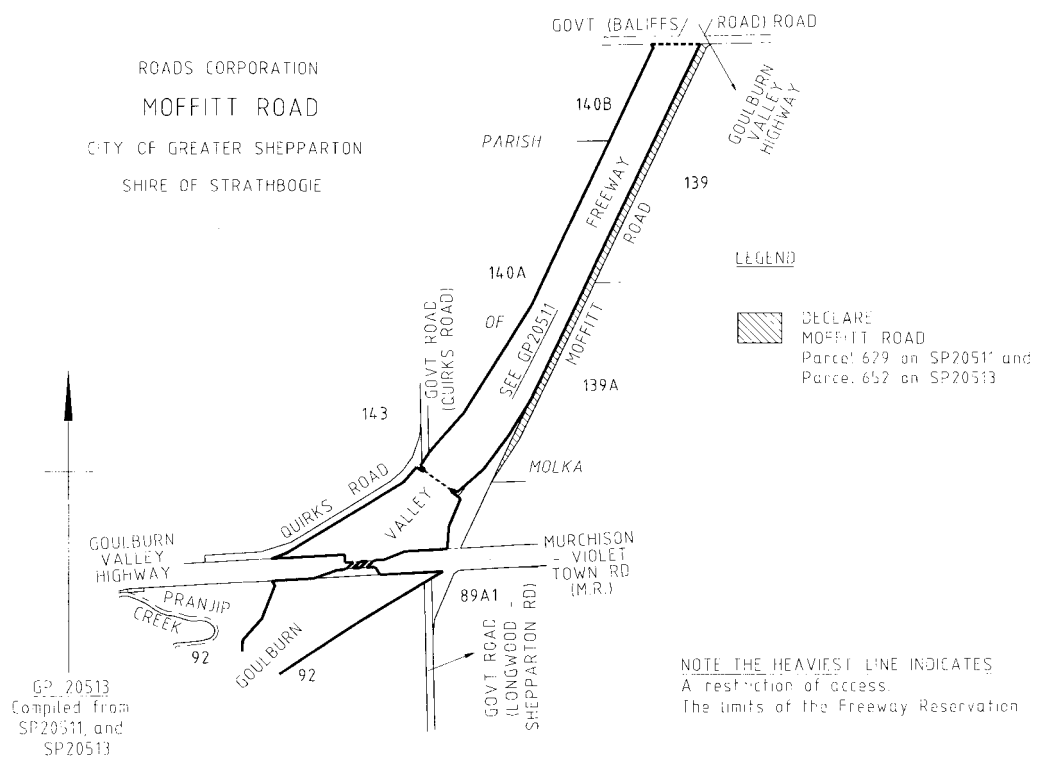 GOVT (BALIFFS ROAD) ROAD
ROADS CORPORATION
MOFFITT ROAD
CITY OF GREATER SHEPPARTON
SHIRE OF STRATHBOGIE
GOULBURN
VALLEY
HIGHWAY
140B
PARISH
139
FREEWAY
ROAD
LEGEND
DECLARE
MOFFITT ROAD
Parcel 629 on SP20511 and
Parcel 652 on SP20513
140A
OF
SEE GP20511
MOFFITT
GOVT ROAD
(QUIRKS ROAD)
143
139A
MOLKA
QUIRKS ROAD
VALLEY
GOULBURN
VALLEY
HIGHWAY
MURCHISON
- VIOLET
TOWN RD
(M.R.)
PRANJIP
CREEK
92
GOULBURN
92
89A1
GOVT ROAD
(LONGWOOD -
SHEPPARTON RD)
GP 20513
Compiled from
SP20511, and
SP20513
NOTE THE HEAVIEST LINE INDICATES
A restriction of access.
The limits of the Freeway Reservation